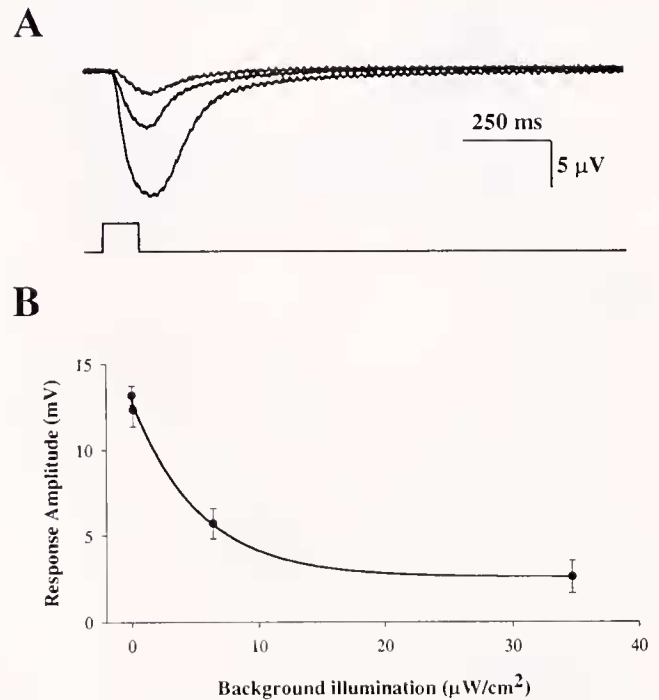 A
250 ms
5 µV
B
Response Amplitude (mV)
15
10
5
0
0 10 20 30 40
Background illumination (µW/cm²)